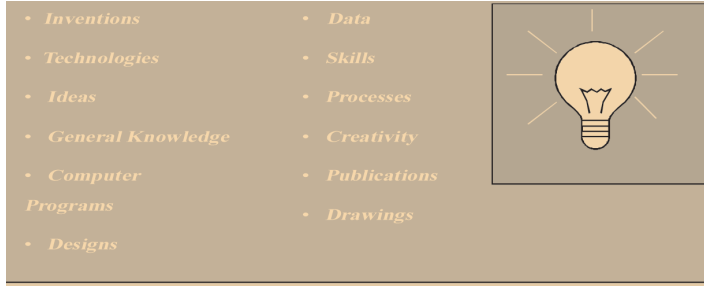 • Inventions
• Technologies
• Ideas
• General Knowledge
• Computer
Programs
• Designs
• Data
• Skills
• Processes
• Creativity
• Publications
• Drawings